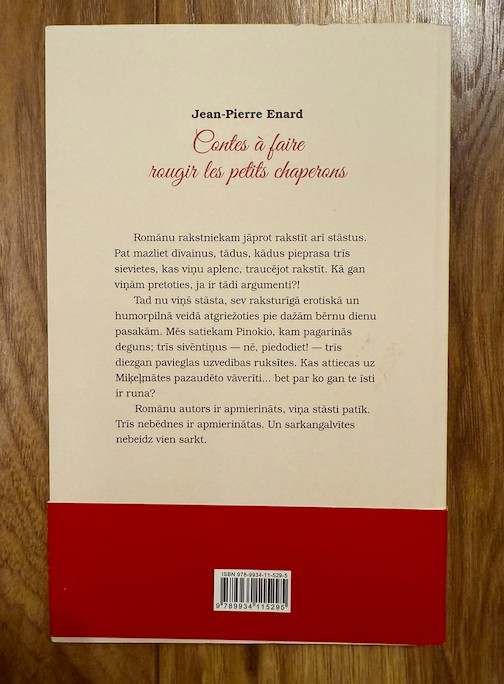 Jean-Pierre Enard
Contes à faire
rougir les petits chaperons
Romānu rakstniekam jāprot rakstīt arī stāstus.
Pat mazliet dīvainus, tādus, kādus pieprasa trīs
sievietes, kas viņu aplenc, traucējot rakstīt. Kā gan
viņām pretoties, ja ir tādi argumenti?!
Tad nu viņš stāsta, sev raksturīgā erotiskā un
humorpilnā veidā atgriežoties pie dažām bērnu dienu
pasakām. Mēs satiekam Pinokio, kam pagarinās
deguns; trīs sivēntiņus — nē, piedodiet! — trīs
diezgan pavieglas uzvedības ruksītes. Kas attiecas uz
Miķeļmātes pazaudēto vāverīti... bet par ko gan te īsti
ir runa?
Romānu autors ir apmierināts, viņa stāsti patīk.
Trīs nebēdnes ir apmierinātas. Un sarkangalvītes
nebeidz vien sarkt.
ISBN 978-9934-11-529-5
9 789934 115295